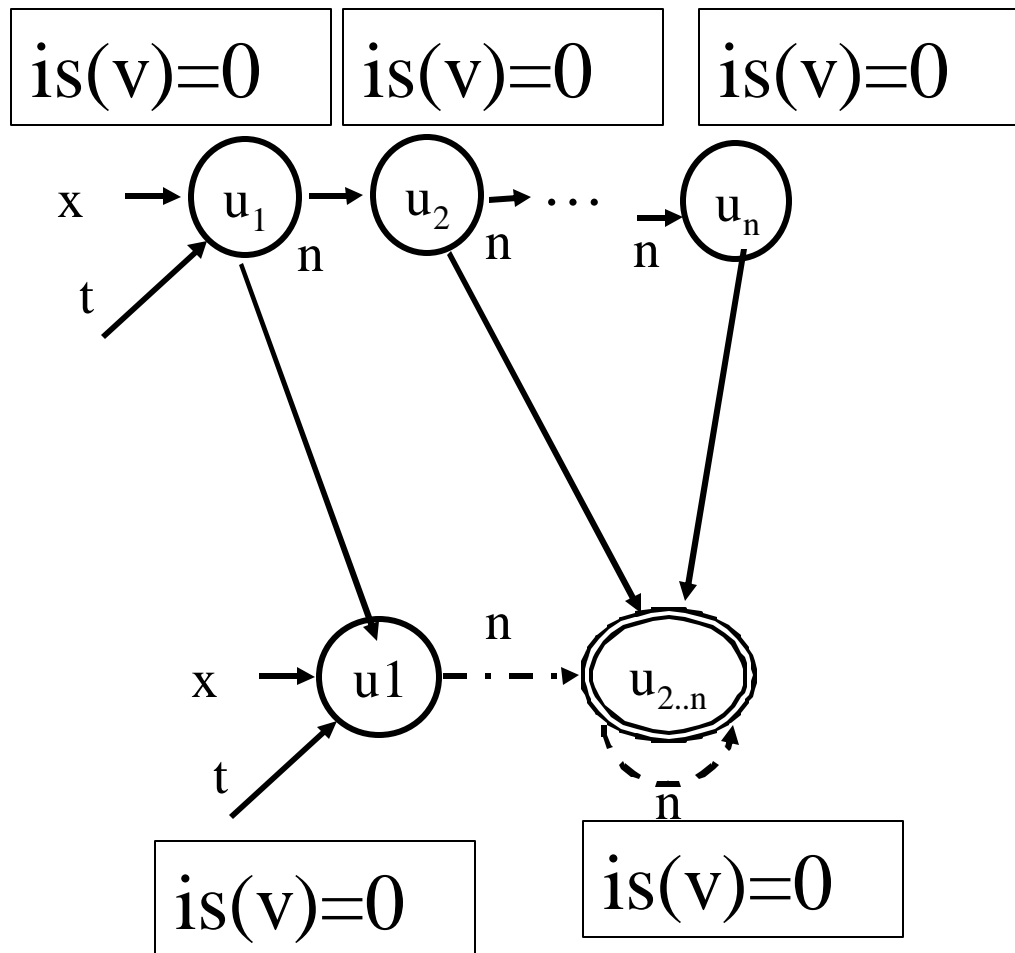 is(v)=0 is(v)=0 is(v)=0
x u₁ u₂ ... uₙ
n n n
t
n
x u1 u₂..ₙ
t
n
is(v)=0 is(v)=0